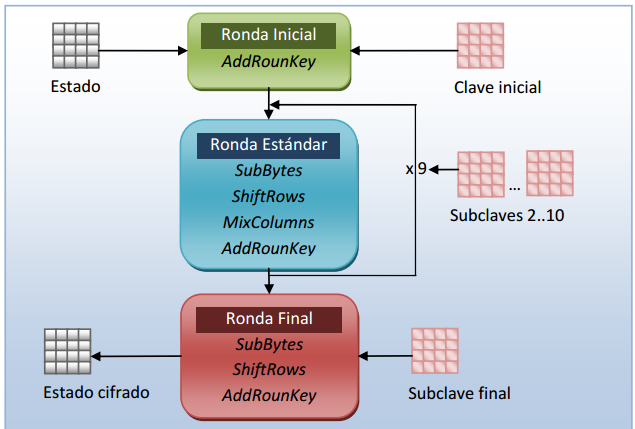 Ronda Inicial
AddRounKey
Estado
Clave inicial
Ronda Estándar
SubBytes
ShiftRows
MixColumns
AddRounKey
x 9
...
Subclaves 2..10
Ronda Final
SubBytes
ShiftRows
AddRounKey
Estado cifrado
Subclave final